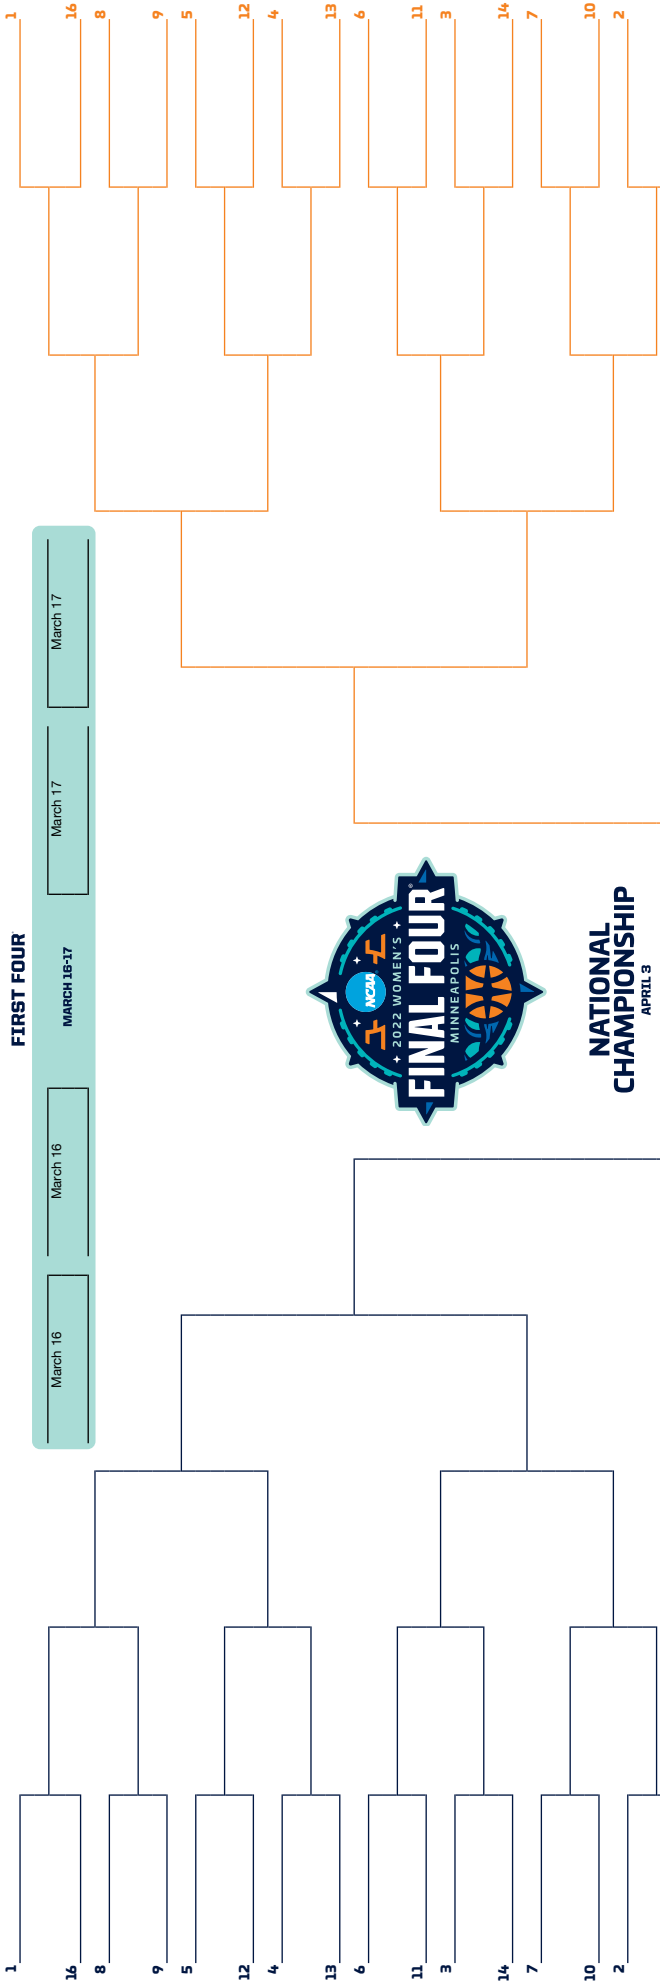 FIRST FOUR
March 16
March 16
MARCH 16-17
March 17
March 17
1
16
8
9
5
12
4
13
6
11
3
14
7
10
2
1
16
8
9
5
12
4
13
6
11
3
14
7
10
2
NCAA
2022 WOMEN'S
FINAL FOUR
MINNEAPOLIS
NATIONAL
CHAMPIONSHIP
APRIL 3